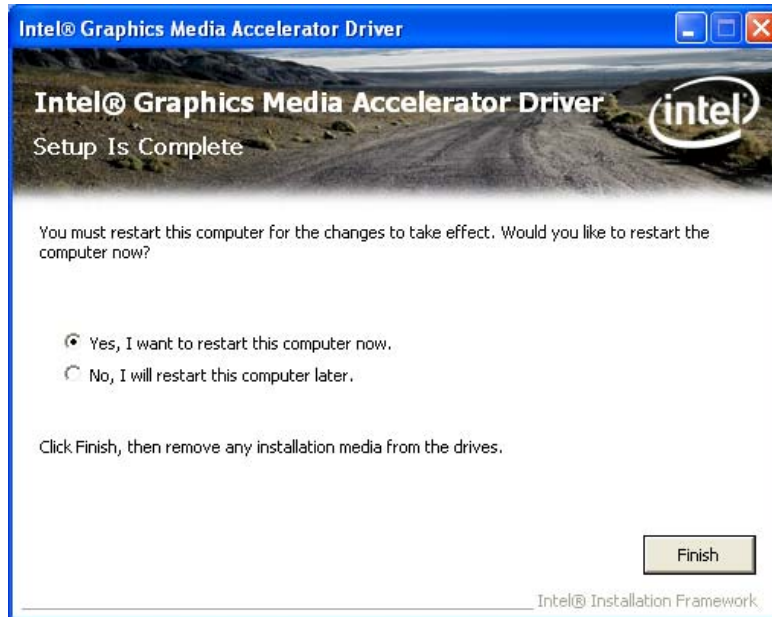 Intel® Graphics Media Accelerator Driver
Intel® Graphics Media Accelerator Driver
intel
Setup Is Complete
You must restart this computer for the changes to take effect. Would you like to restart the
computer now?
Yes, I want to restart this computer now.
No, I will restart this computer later.
Click Finish, then remove any installation media from the drives.
Finish
Intel® Installation Framework